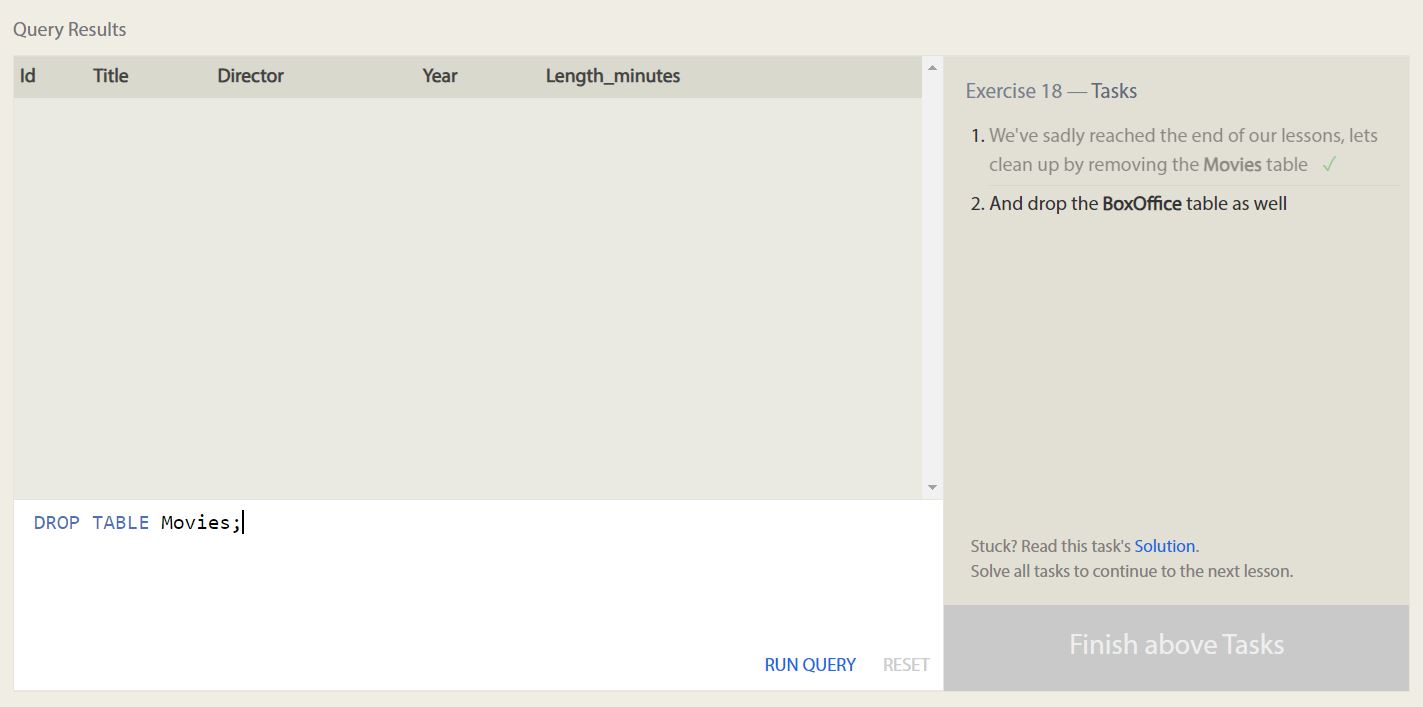 Query Results
Id Title Director Year Length_minutes
DROP TABLE Movies;
RUN QUERY RESET
Exercise 18 — Tasks
1. We've sadly reached the end of our lessons, lets
clean up by removing the Movies table ✓
2. And drop the BoxOffice table as well
Stuck? Read this task's Solution.
Solve all tasks to continue to the next lesson.
Finish above Tasks